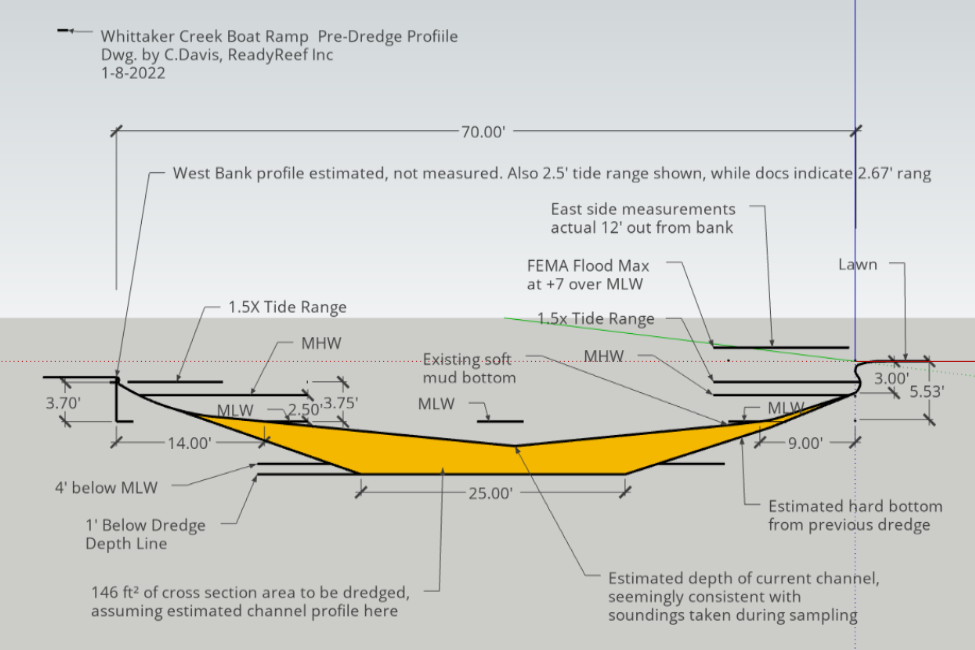 Whittaker Creek Boat Ramp  Pre-Dredge Profiile
Dwg. by C.Davis, ReadyReef Inc
1-8-2022
70.00'
West Bank profile estimated, not measured. Also 2.5' tide range shown, while docs indicate 2.67' rang
East side measurements
actual 12' out from bank
FEMA Flood Max
at +7 over MLW
Lawn
1.5X Tide Range
1.5x Tide Range
MHW
Existing soft
mud bottom
MHW
3.00'
5.53'
3.70'
MLW
2.50'
3.75'
MLW
MLW
14.00'
9.00'
4' below MLW
25.00'
1' Below Dredge
Depth Line
Estimated hard bottom
from previous dredge
146 ft² of cross section area to be dredged,
assuming estimated channel profile here
Estimated depth of current channel,
seemingly consistent with
soundings taken during sampling